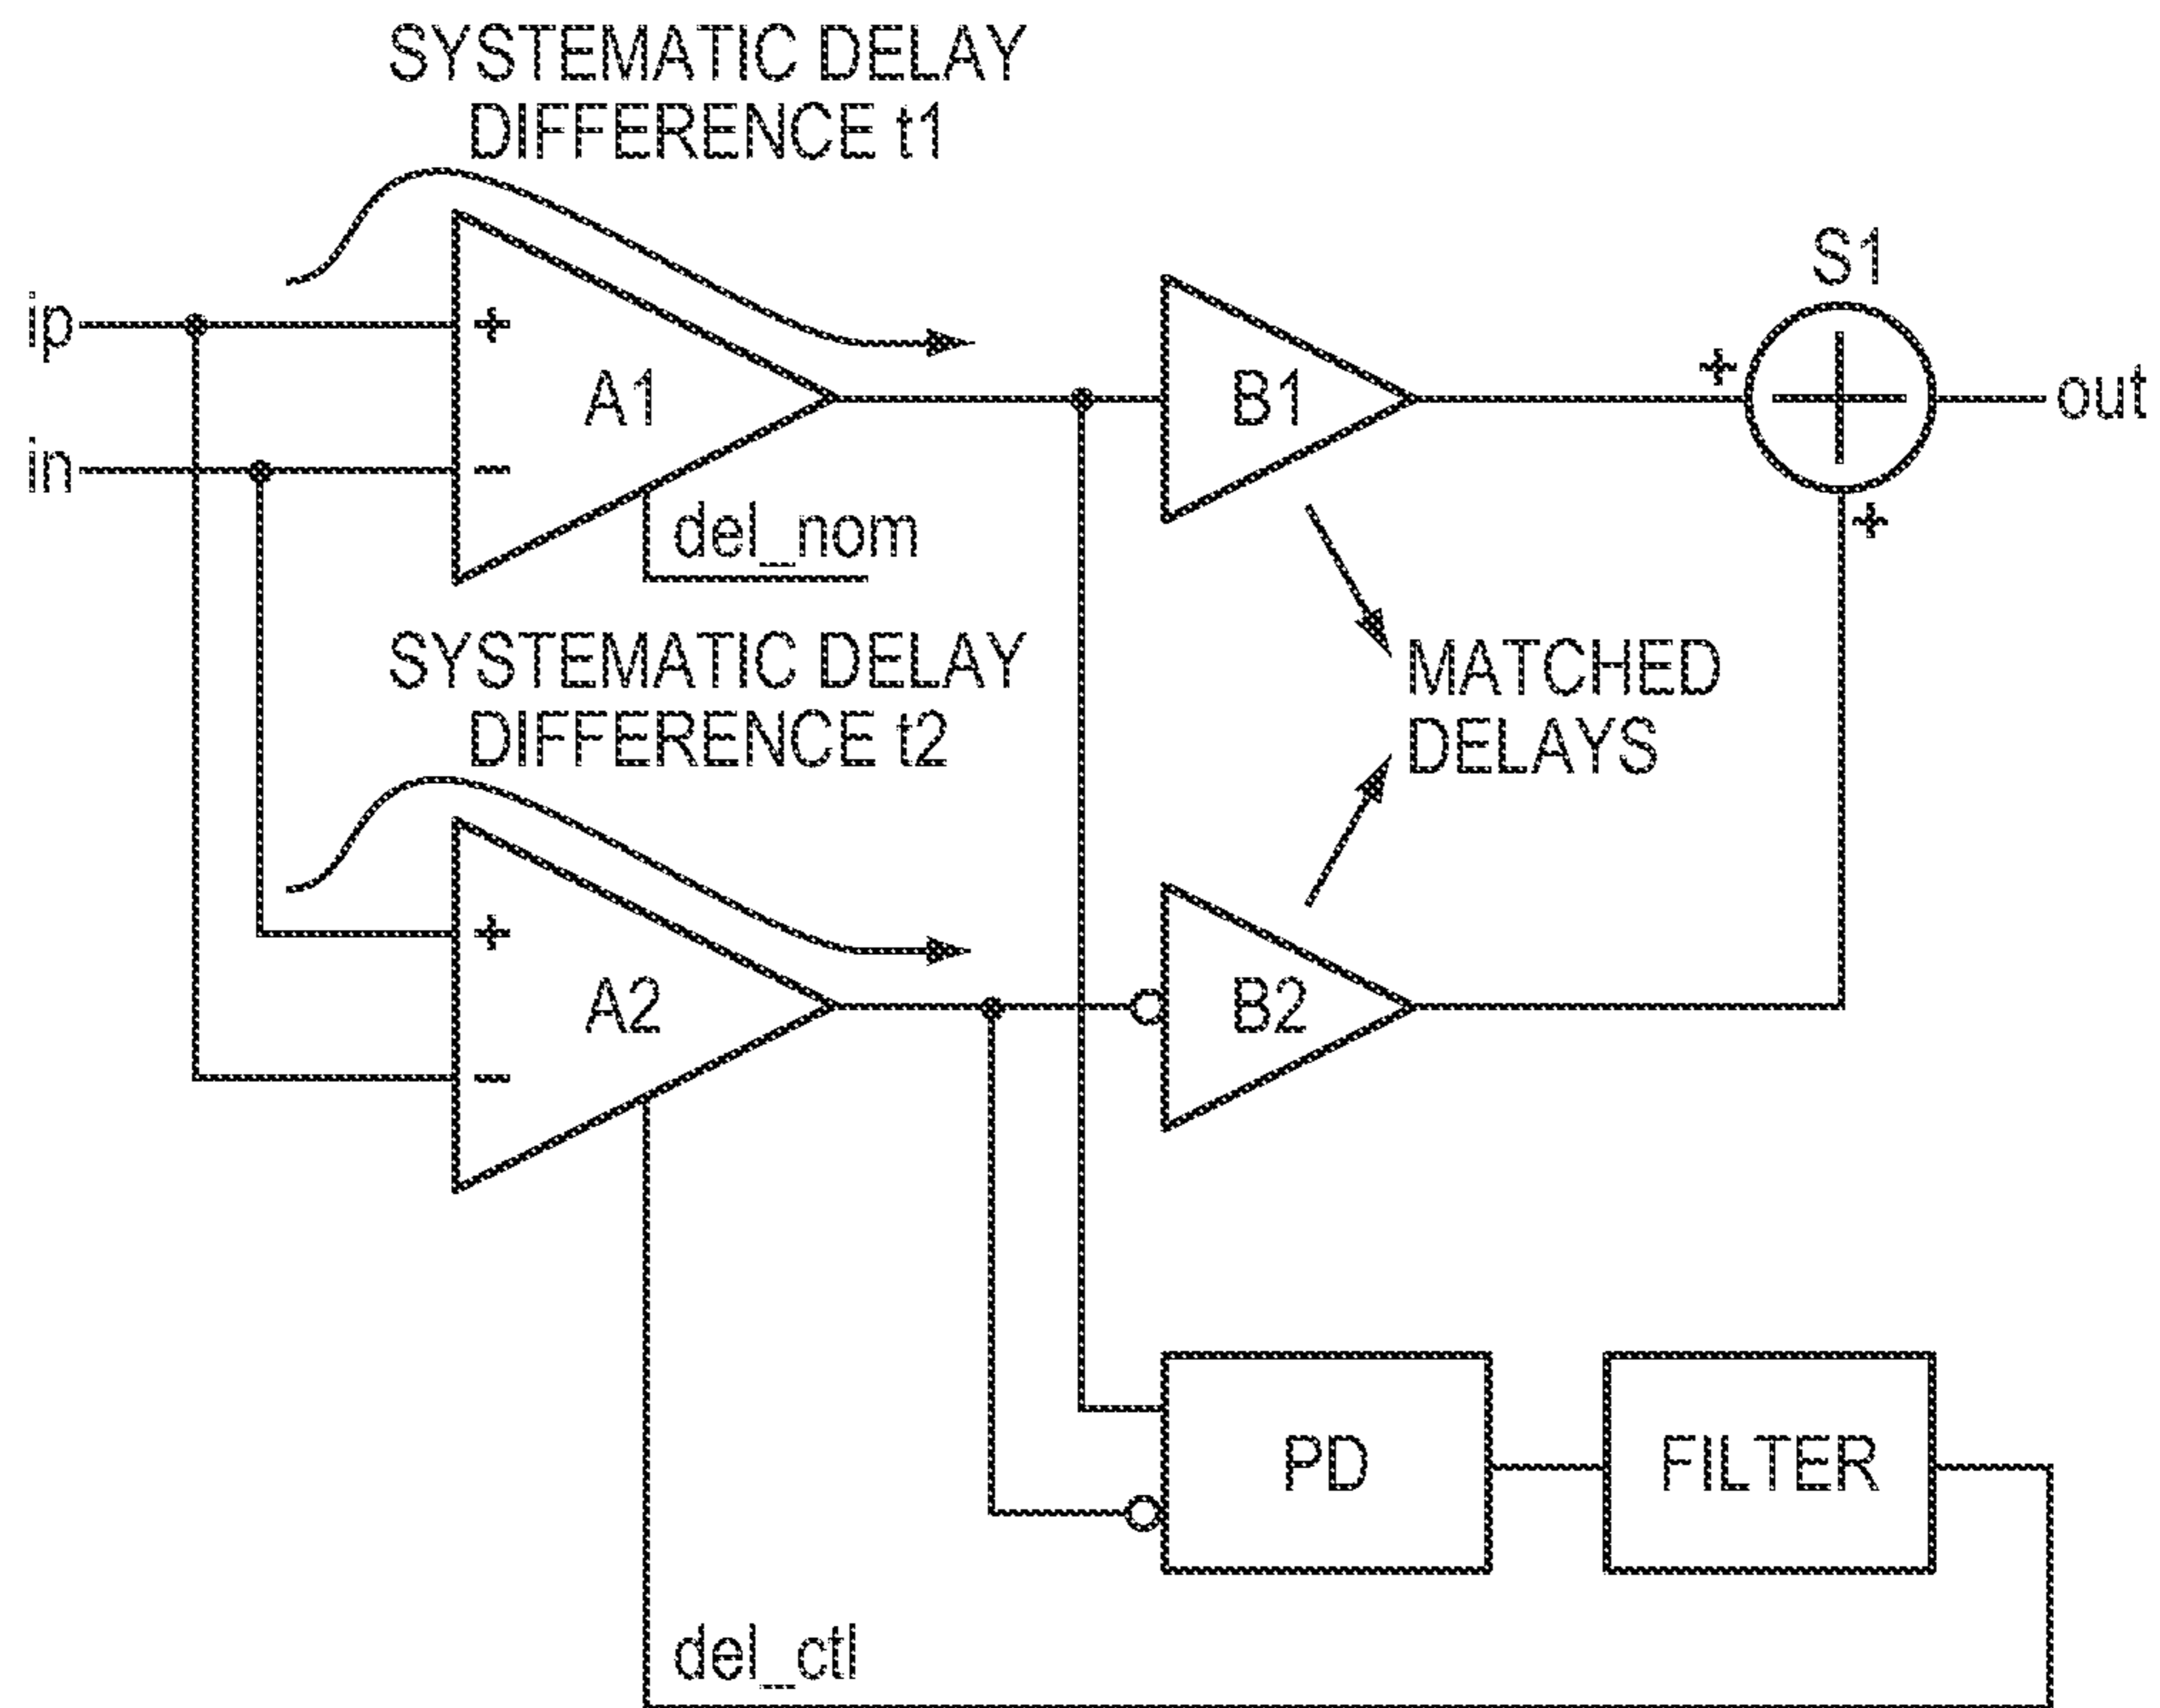 SYSTEMATIC DELAY
DIFFERENCE t1
S1
ip
+
A1
B1
+
out
in
−
+
del_nom
SYSTEMATIC DELAY
DIFFERENCE t2
MATCHED
DELAYS
+
A2
B2
−
PD
FILTER
del_ctl